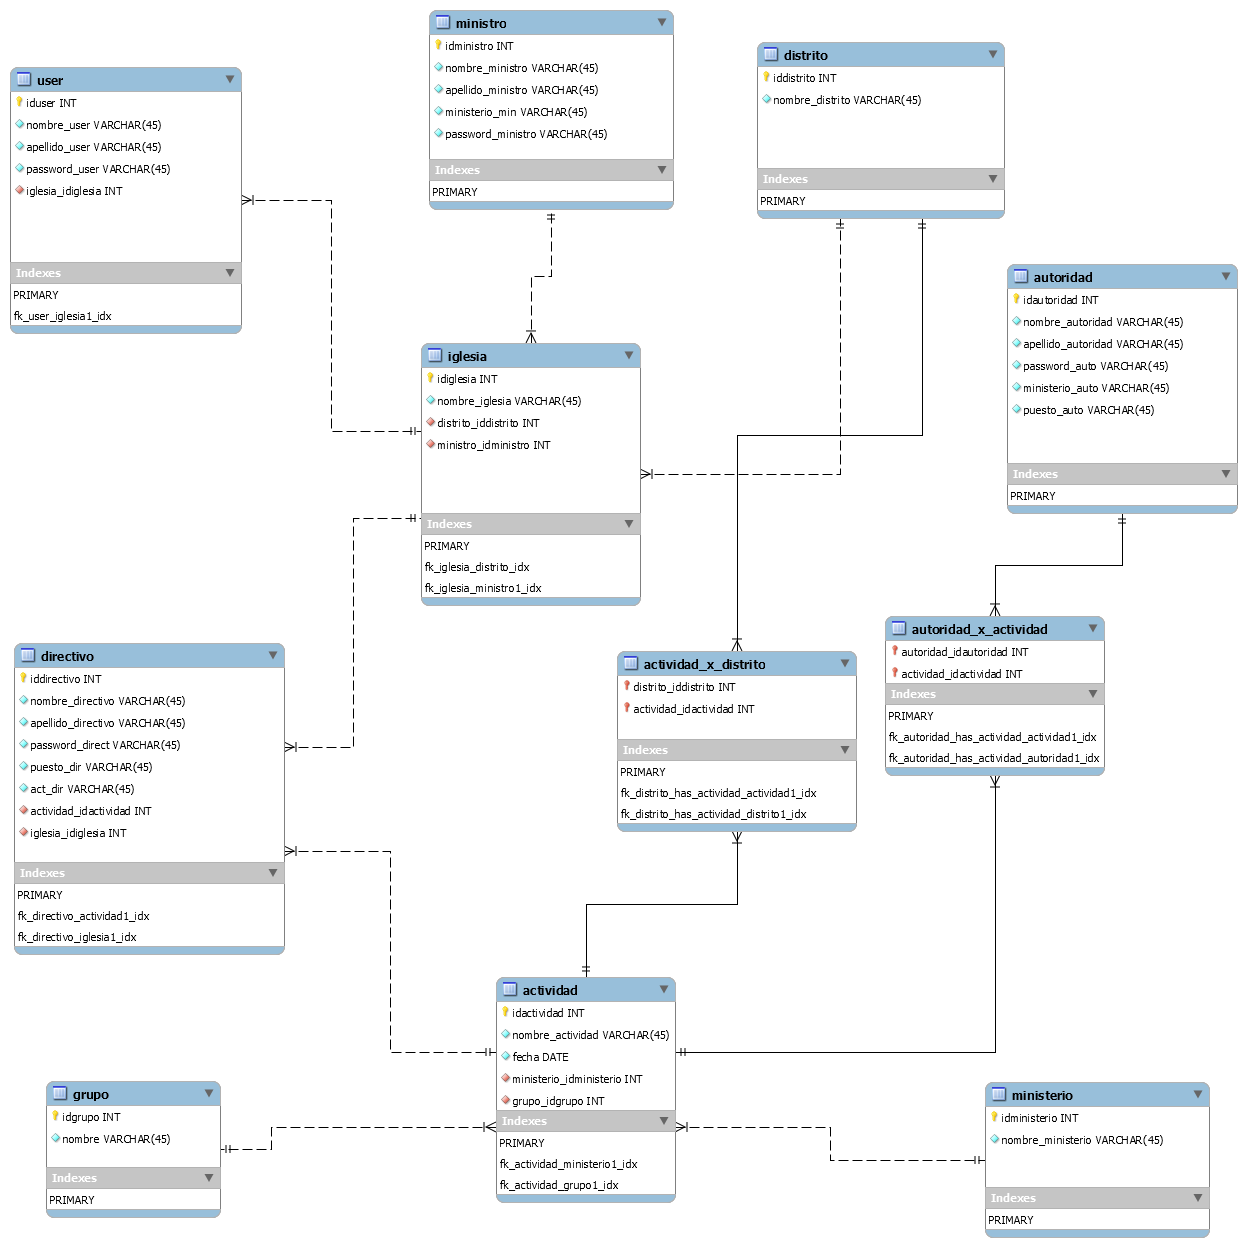 ministro
idministro INT
nombre_ministro VARCHAR(45)
apellido_ministro VARCHAR(45)
ministerio_min VARCHAR(45)
password_ministro VARCHAR(45)
Indexes
PRIMARY
distrito
iddistrito INT
nombre_distrito VARCHAR(45)
Indexes
PRIMARY
user
iduser INT
nombre_user VARCHAR(45)
apellido_user VARCHAR(45)
password_user VARCHAR(45)
iglesia_idiglesia INT
Indexes
PRIMARY
fk_user_iglesia1_idx
autoridad
idautoridad INT
nombre_autoridad VARCHAR(45)
apellido_autoridad VARCHAR(45)
password_auto VARCHAR(45)
ministerio_auto VARCHAR(45)
puesto_auto VARCHAR(45)
Indexes
PRIMARY
iglesia
idiglesia INT
nombre_iglesia VARCHAR(45)
distrito_iddistrito INT
ministro_idministro INT
Indexes
PRIMARY
fk_iglesia_distrito_idx
fk_iglesia_ministro1_idx
directivo
iddirectivo INT
nombre_directivo VARCHAR(45)
apellido_directivo VARCHAR(45)
password_direct VARCHAR(45)
puesto_dir VARCHAR(45)
act_dir VARCHAR(45)
actividad_idactividad INT
iglesia_idiglesia INT
Indexes
PRIMARY
fk_directivo_actividad1_idx
fk_directivo_iglesia1_idx
actividad_x_distrito
distrito_iddistrito INT
actividad_idactividad INT
Indexes
PRIMARY
fk_distrito_has_actividad_actividad1_idx
fk_distrito_has_actividad_distrito1_idx
autoridad_x_actividad
autoridad_idautoridad INT
actividad_idactividad INT
Indexes
PRIMARY
fk_autoridad_has_actividad_actividad1_idx
fk_autoridad_has_actividad_autoridad1_idx
actividad
idactividad INT
nombre_actividad VARCHAR(45)
fecha DATE
ministerio_idministerio INT
grupo_idgrupo INT
Indexes
PRIMARY
fk_actividad_ministerio1_idx
fk_actividad_grupo1_idx
grupo
idgrupo INT
nombre VARCHAR(45)
Indexes
PRIMARY
ministerio
idministerio INT
nombre_ministerio VARCHAR(45)
Indexes
PRIMARY